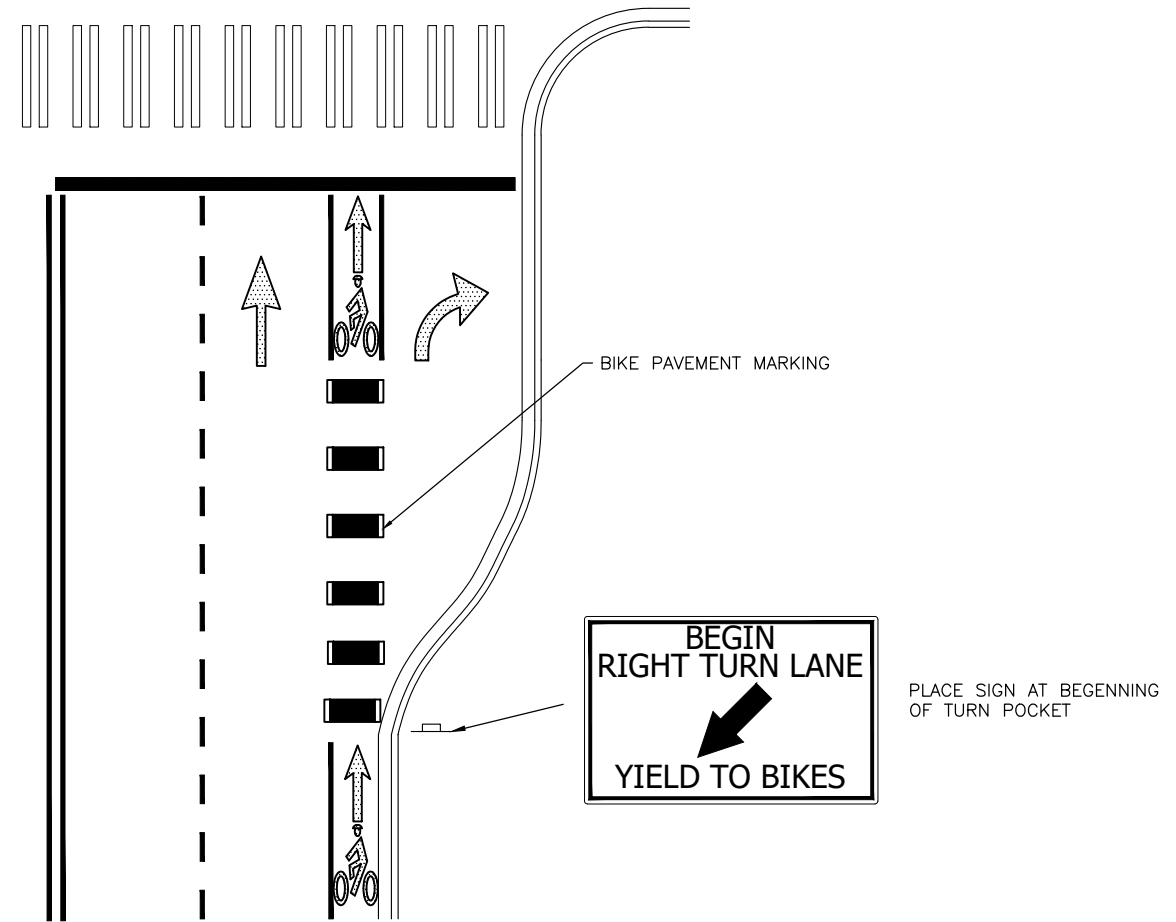 BIKE PAVEMENT MARKING
BEGIN
RIGHT TURN LANE
YIELD TO BIKES
PLACE SIGN AT BEGENNING
OF TURN POCKET